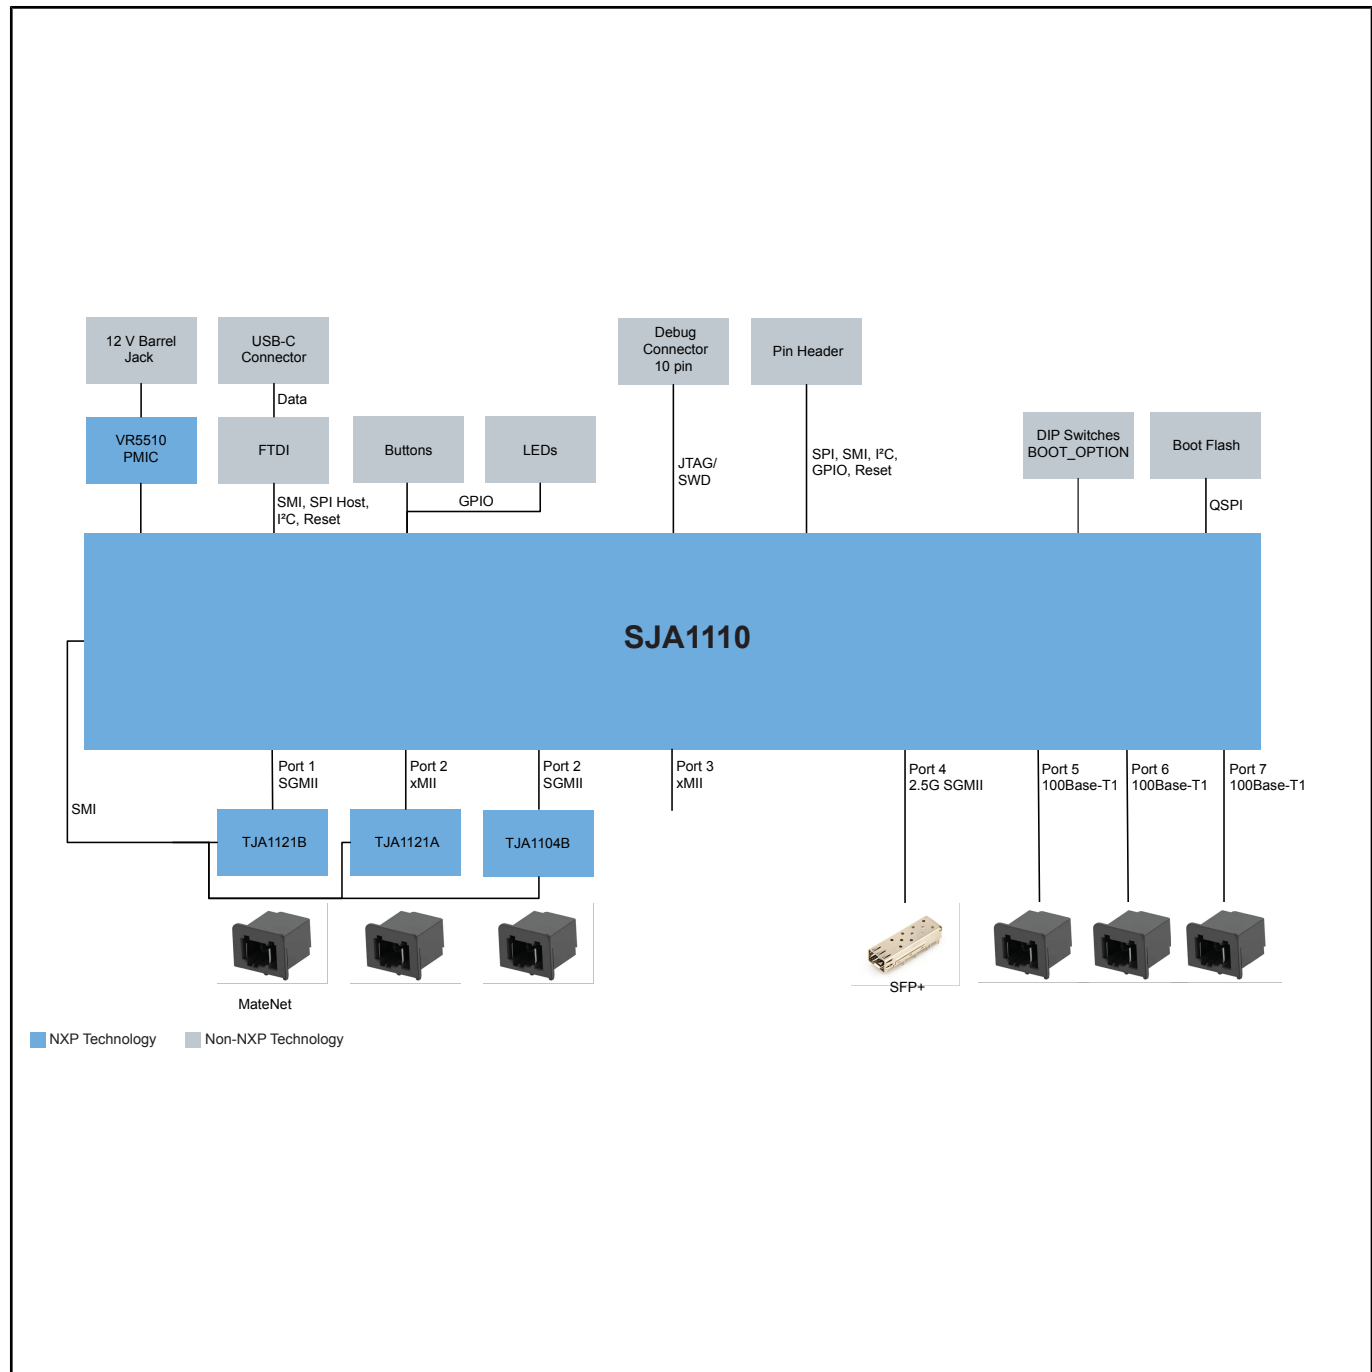 12 V Barrel
Jack
USB-C
Connector
Debug
Connector
10 pin
Pin Header
Data
VR5510
PMIC
FTDI
Buttons
LEDs
DIP Switches
BOOT_OPTION
Boot Flash
SMI, SPI Host,
I²C, Reset
GPIO
JTAG/
SWD
SPI, SMI, I²C,
GPIO, Reset
QSPI
SJA1110
Port 1
SGMII
Port 2
xMII
Port 2
SGMII
Port 3
xMII
Port 4
2.5G SGMII
Port 5
100Base-T1
Port 6
100Base-T1
Port 7
100Base-T1
SMI
TJA1121B
TJA1121A
TJA1104B
SFP+
MateNet
NXP Technology
Non-NXP Technology